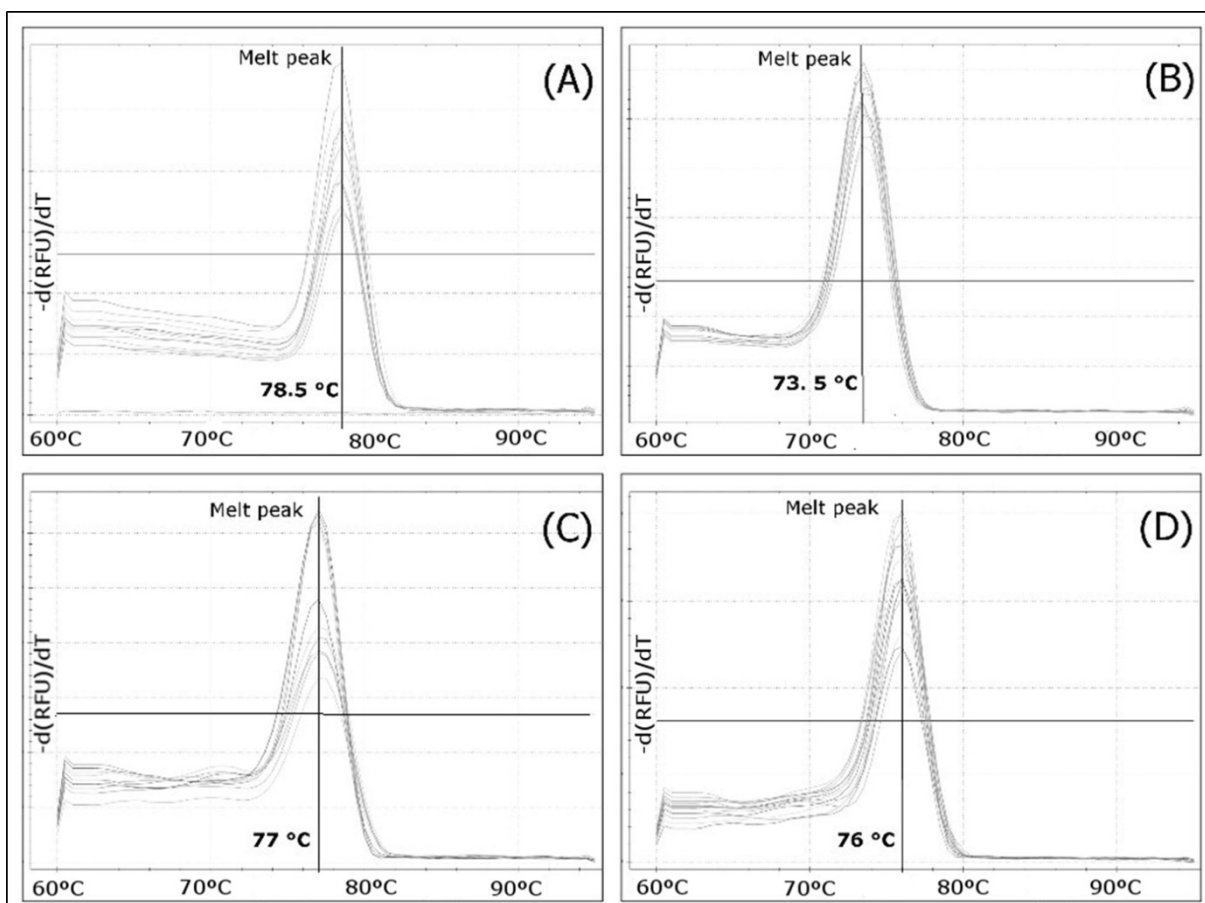 Melt peak
(A)
-d(RFU)/dT
78.5 °C
60ºC 70ºC 80ºC 90ºC
Melt peak
(B)
-d(RFU)/dT
73. 5 °C
60ºC 70ºC 80ºC 90ºC
Melt peak
(C)
-d(RFU)/dT
77 °C
60ºC 70ºC 80ºC 90ºC
Melt peak
(D)
-d(RFU)/dT
76 °C
60ºC 70ºC 80ºC 90ºC